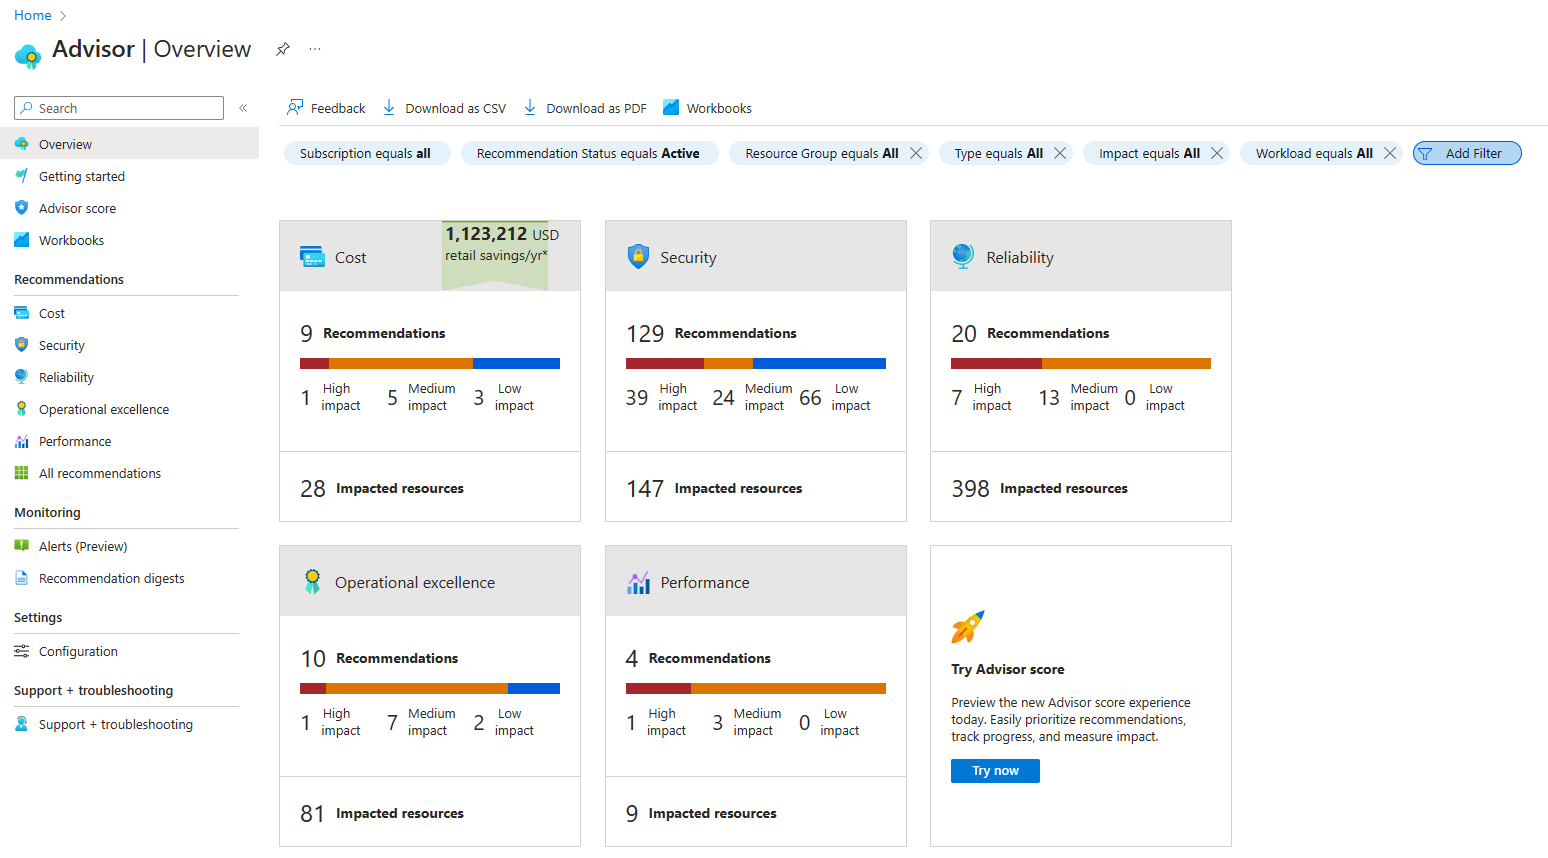 Home
Advisor | Overview
Search
Overview
Getting started
Advisor score
Workbooks
Recommendations
Cost
Security
Reliability
Operational excellence
Performance
All recommendations
Monitoring
Alerts (Preview)
Recommendation digests
Settings
Configuration
Support + troubleshooting
Support + troubleshooting
Feedback
Download as CSV
Download as PDF
Workbooks
Subscription equals all
Recommendation Status equals Active
Resource Group equals All
Type equals All
Impact equals All
Workload equals All
Add Filter
Cost
1,123,212 USD
retail savings/yr*
9 Recommendations
1 High impact
5 Medium impact
3 Low impact
28 Impacted resources
Security
129 Recommendations
39 High impact
24 Medium impact
66 Low impact
147 Impacted resources
Reliability
20 Recommendations
7 High impact
13 Medium impact
0 Low impact
398 Impacted resources
Operational excellence
10 Recommendations
1 High impact
7 Medium impact
2 Low impact
81 Impacted resources
Performance
4 Recommendations
1 High impact
3 Medium impact
0 Low impact
9 Impacted resources
Try Advisor score
Preview the new Advisor score experience
today. Easily prioritize recommendations,
track progress, and measure impact.
Try now